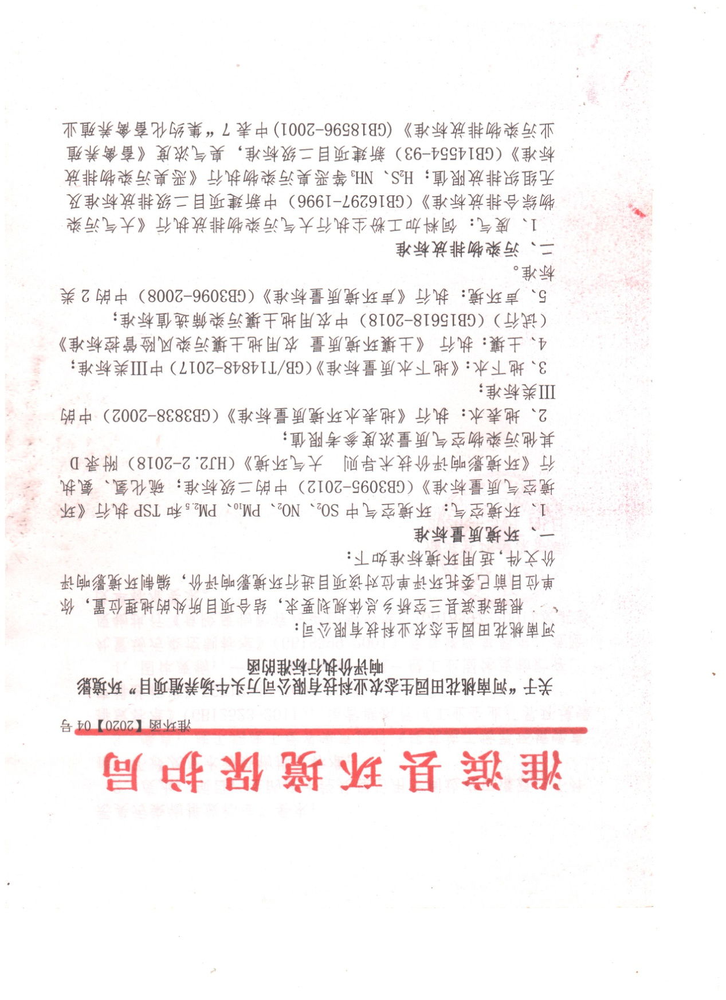 淮滨县环境保护局
淮环函【2020】04号
关于“河南桃花田园生态农业科技有限公司万头牛场养殖项目”环境影
响评价执行标准的函
河南桃花田园生态农业科技有限公司:
根据淮滨县三空桥乡总体规划要求，结合项目所处的地理位置，你
单位目前已委托环评单位对该项目进行环境影响评价，编制环境影响评
价文件,适用环境标准如下:
一、环境质量标准
1、环境空气：环境空气中 SO₂、NO₂、PM₁₀、PM₂.₅和 TSP 执行《环
境空气质量标准》（GB3095-2012）中的二级标准；硫化氢、氨执
行《环境影响评价技术导则 大气环境》（HJ2.2-2018）附录 D
其他污染物空气质量浓度参考限值；
2、地表水：执行《地表水环境质量标准》（GB3838-2002）中的
Ⅲ类标准；
3、地下水：《地下水质量标准》（GB/T14848-2017）中Ⅲ类标准；
4、土壤：执行《土壤环境质量 农用地土壤污染风险管控标准》
（试行）（GB15618-2018）中农用地土壤污染筛选值标准；
5、声环境：执行《声环境质量标准》（GB3096-2008）中的 2 类
标准。
二、污染物排放标准
1、废气：饲料加工粉尘执行大气污染物排放执行《大气污染
物综合排放标准》（GB16297-1996）中新建项目二级排放标准及
无组织排放限值；H₂S、NH₃等恶臭污染物执行《恶臭污染物排放
标准》（GB14554-93）新建项目二级标准，臭气浓度《畜禽养殖
业污染物排放标准》(GB18596-2001)中表 7“集约化畜禽养殖业